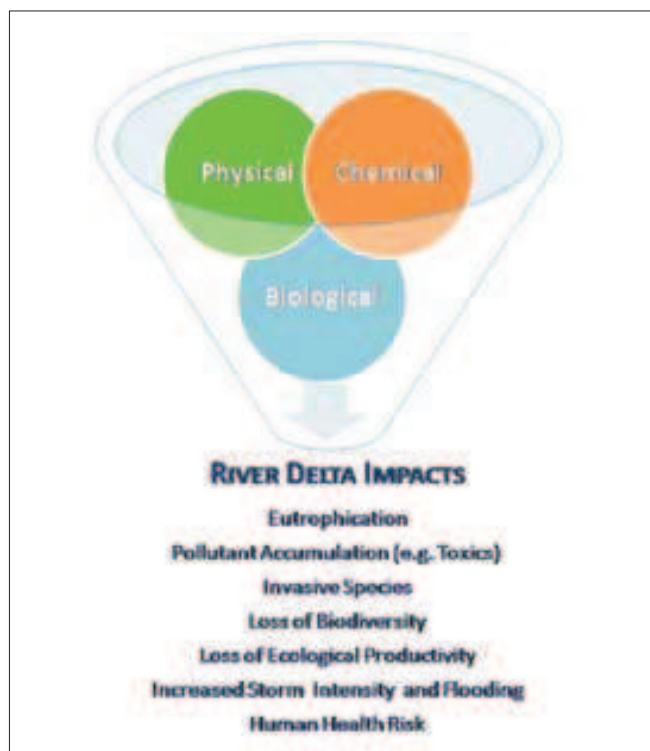 Physical
Chemical
Biological
RIVER DELTA IMPACTS
Eutrophication
Pollutant Accumulation (e.g. Toxics)
Invasive Species
Loss of Biodiversity
Loss of Ecological Productivity
Increased Storm Intensity and Flooding
Human Health Risk